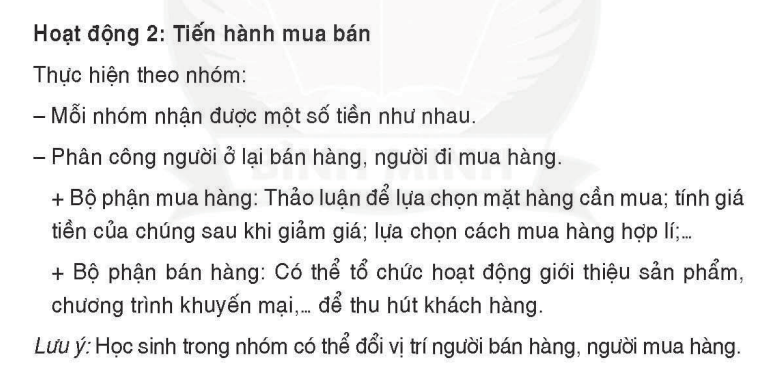 Hoạt động 2: Tiến hành mua bán
Thực hiện theo nhóm:
– Mỗi nhóm nhận được một số tiền như nhau.
– Phân công người ở lại bán hàng, người đi mua hàng.
+ Bộ phận mua hàng: Thảo luận để lựa chọn mặt hàng cần mua; tính giá
tiền của chúng sau khi giảm giá; lựa chọn cách mua hàng hợp lí;...
+ Bộ phận bán hàng: Có thể tổ chức hoạt động giới thiệu sản phẩm,
chương trình khuyến mại,... để thu hút khách hàng.
Lưu ý: Học sinh trong nhóm có thể đổi vị trí người bán hàng, người mua hàng.
BÌNH MINH